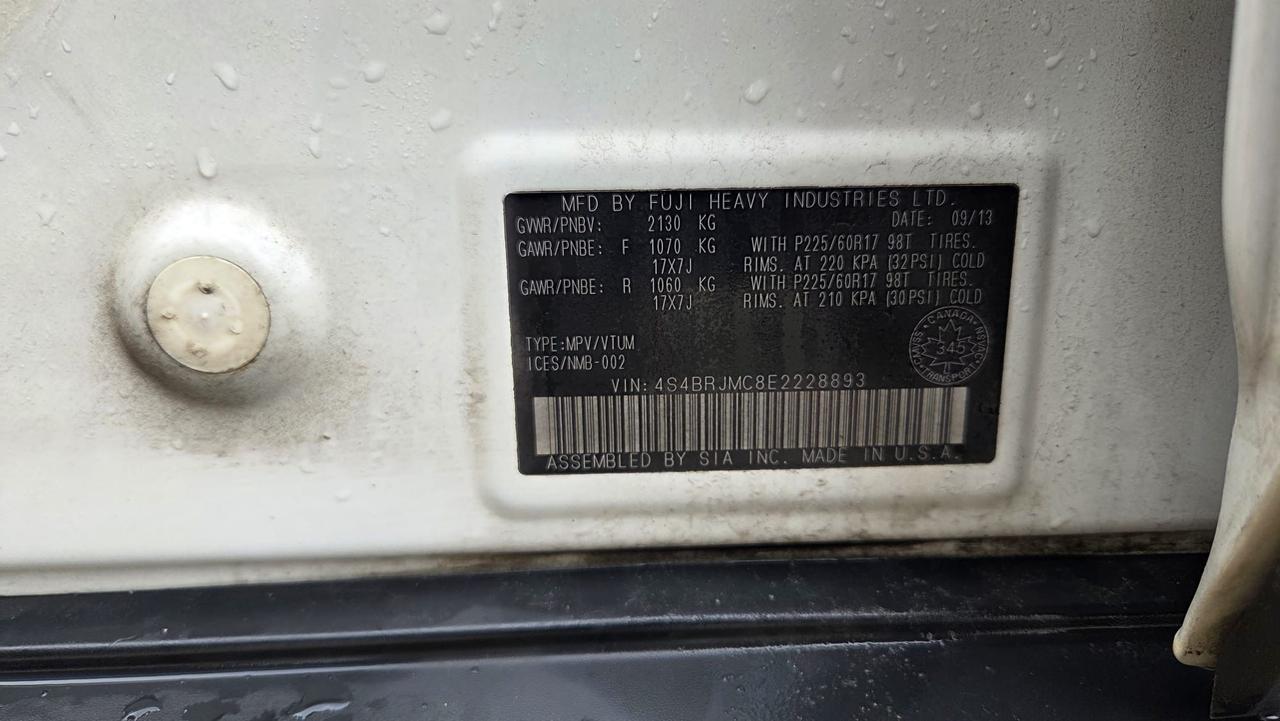 MFD BY FUJI HEAVY INDUSTRIES LTD.
GVWR/PNBV: 2130 KG DATE: 09/13
GAWR/PNBE: F 1070 KG WITH P225/60R17 98T TIRES.
17X7J RIMS. AT 220 KPA (32PSI) COLD
GAWR/PNBE: R 1060 KG WITH P225/60R17 98T TIRES.
17X7J RIMS. AT 210 KPA (30PSI) COLD
TYPE:MPV/VTUM
ICES/NMB-002
CANADA
345
TRANSPORT
VIN: 4S4BRJMC8E2228893
ASSEMBLED BY SIA INC. MADE IN U.S.A.